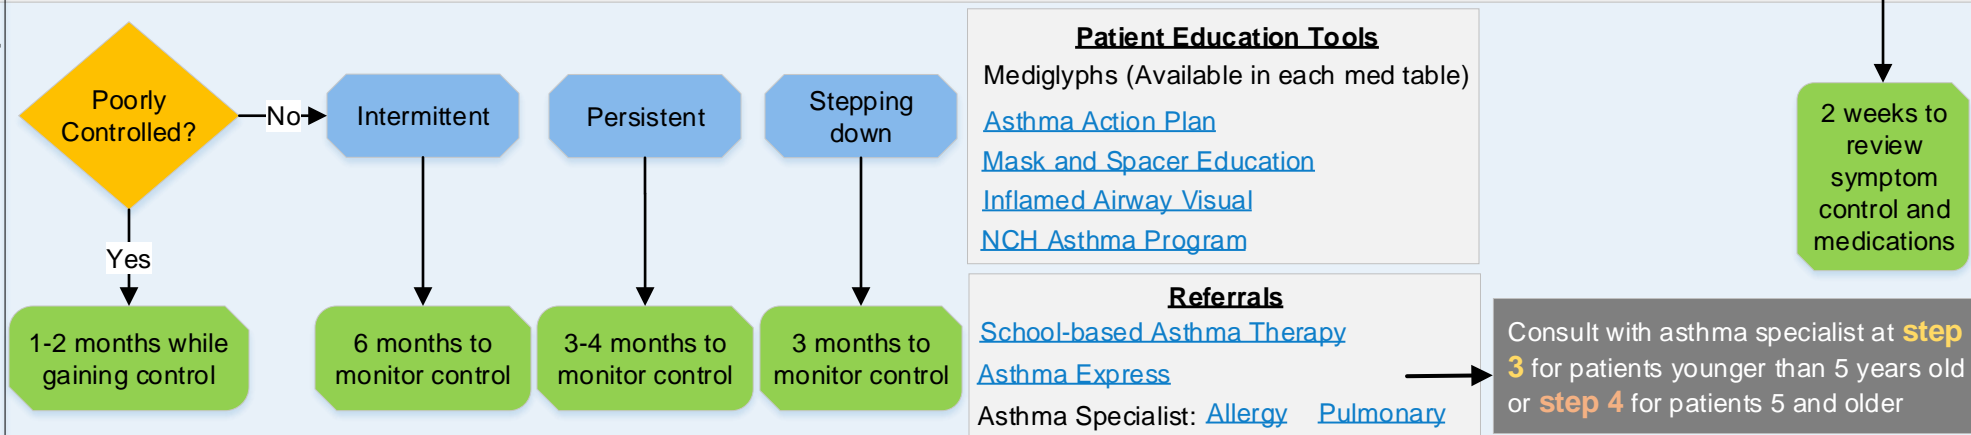 Poorly
Controlled?
No
Yes
1-2 months while
gaining control
Intermittent
6 months to
monitor control
Persistent
3-4 months to
monitor control
Stepping
down
3 months to
monitor control
Patient Education Tools
Mediglyphs (Available in each med table)
Asthma Action Plan
Mask and Spacer Education
Inflamed Airway Visual
NCH Asthma Program
Referrals
School-based Asthma Therapy
Asthma Express
Asthma Specialist: Allergy Pulmonary
Consult with asthma specialist at step
3 for patients younger than 5 years old
or step 4 for patients 5 and older
2 weeks to
review
symptom
control and
medications